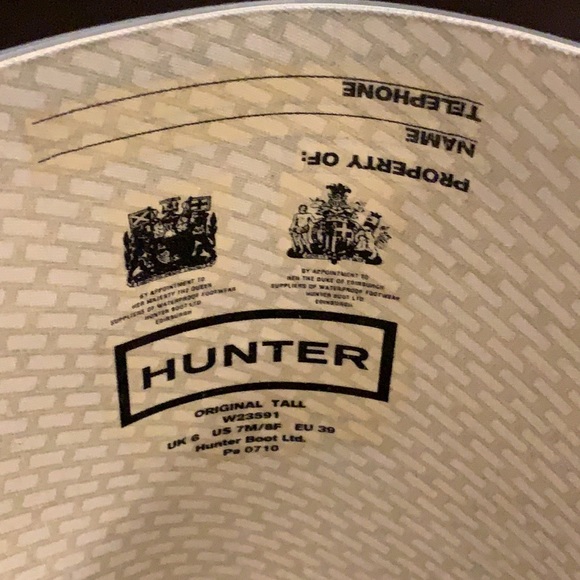 PROPERTY OF:
NAME
TELEPHONE
BY APPOINTMENT TO
HER MAJESTY THE QUEEN
SUPPLIERS OF WATERPROOF FOOTWEAR
HUNTER BOOT LTD
EDINBURGH
BY APPOINTMENT TO
HRH THE DUKE OF EDINBURGH
SUPPLIERS OF WATERPROOF FOOTWEAR
HUNTER BOOT LTD
EDINBURGH
HUNTER
ORIGINAL TALL
W23591
UK 6 US 7M/8F EU 39
Hunter Boot Ltd.
Pa 0710